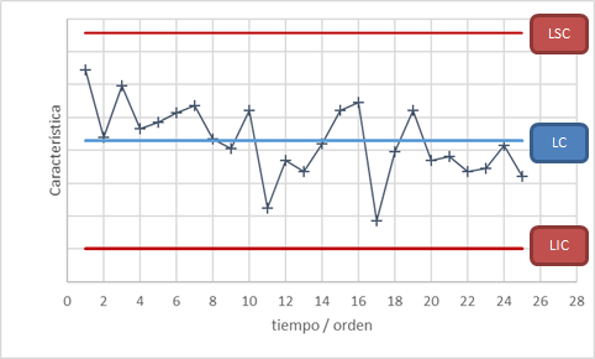 LSC
LC
LIC
Característica
0 2 4 6 8 10 12 14 16 18 20 22 24 26 28
tiempo / orden